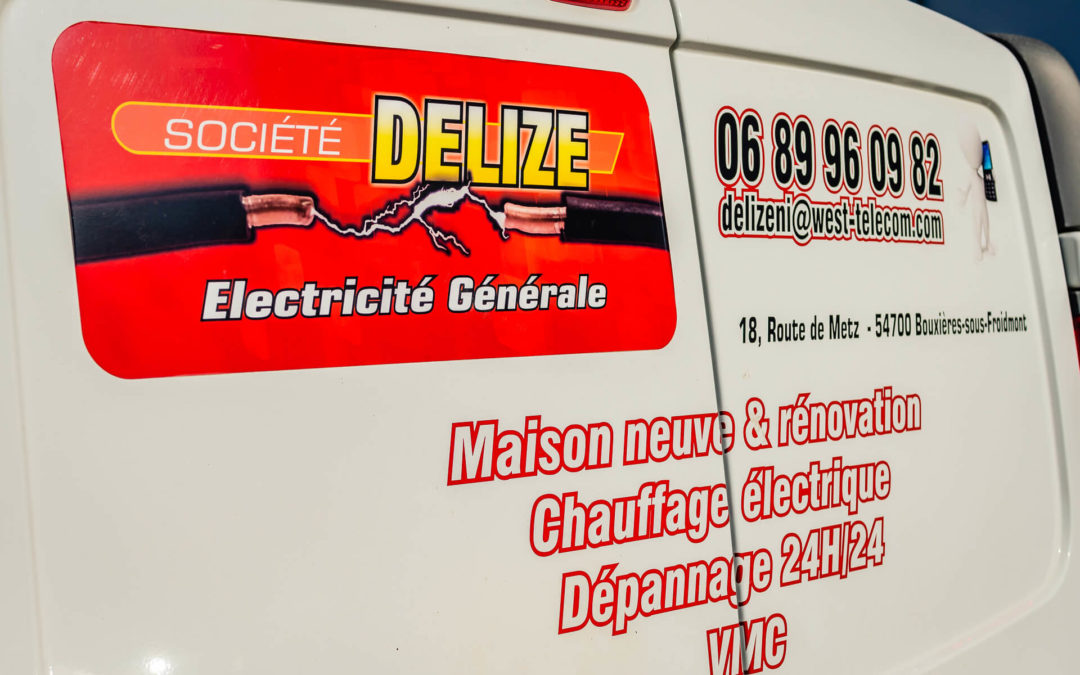 SOCIÉTÉ DELIZE
Electricité Générale
06 89 96 09 82
delizeni@west-telecom.com
18, Route de Metz - 54700 Bouxières-sous-Froidmont
Maison neuve & rénovation
Chauffage électrique
Dépannage 24H/24
VMC